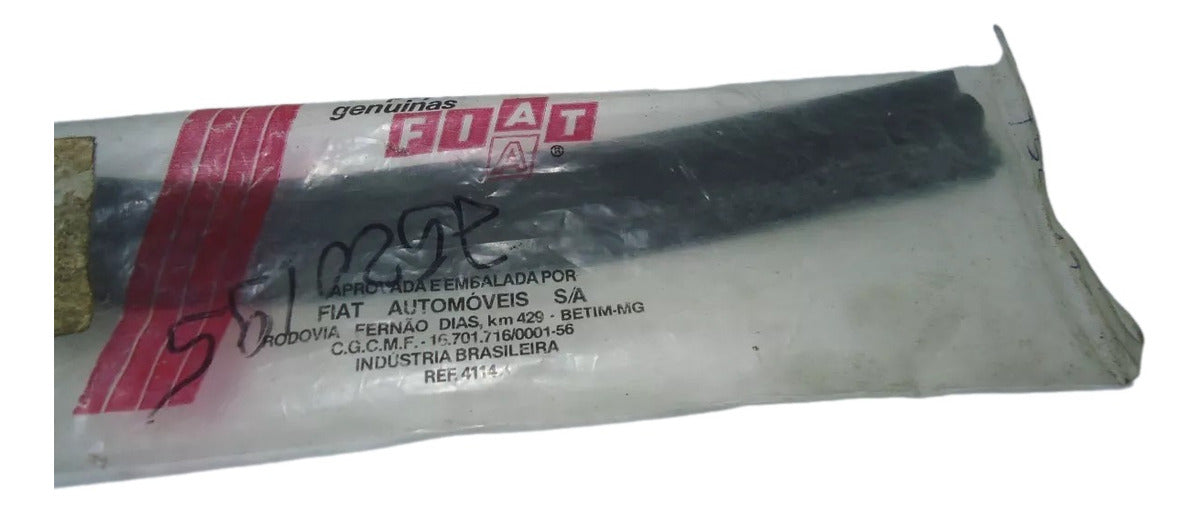 genuinas
FIAT
A ®
APROVADA E EMBALADA POR
FIAT AUTOMÓVEIS S/A
RODOVIA FERNÃO DIAS, km 429 - BETIM-MG
C.G.C.M.F. - 16.701.716/0001-56
INDÚSTRIA BRASILEIRA
REF. 4114